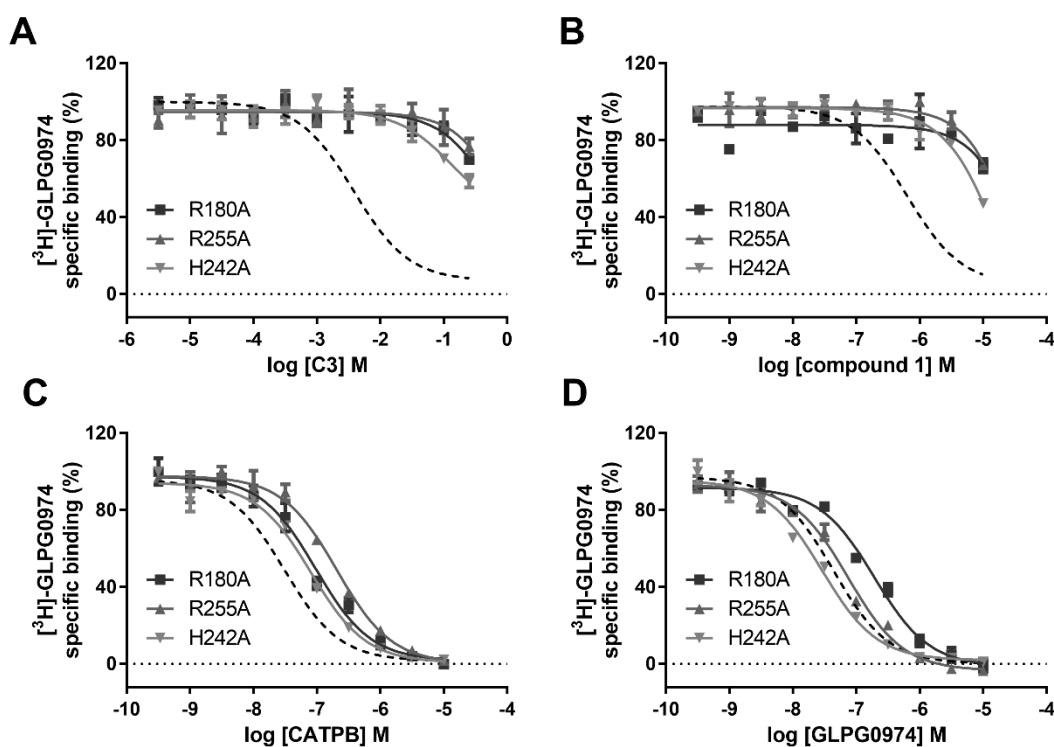 A
[³H]-GLPG0974
specific binding (%)
120
80
40
0
R180A
R255A
H242A
-6 -5 -4 -3 -2 -1 0
log [C3] M
B
[³H]-GLPG0974
specific binding (%)
120
80
40
0
R180A
R255A
H242A
-10 -9 -8 -7 -6 -5 -4
log [compound 1] M
C
[³H]-GLPG0974
specific binding (%)
120
80
40
0
R180A
R255A
H242A
-10 -9 -8 -7 -6 -5 -4
log [CATPB] M
D
[³H]-GLPG0974
specific binding (%)
120
80
40
0
R180A
R255A
H242A
-10 -9 -8 -7 -6 -5 -4
log [GLPG0974] M